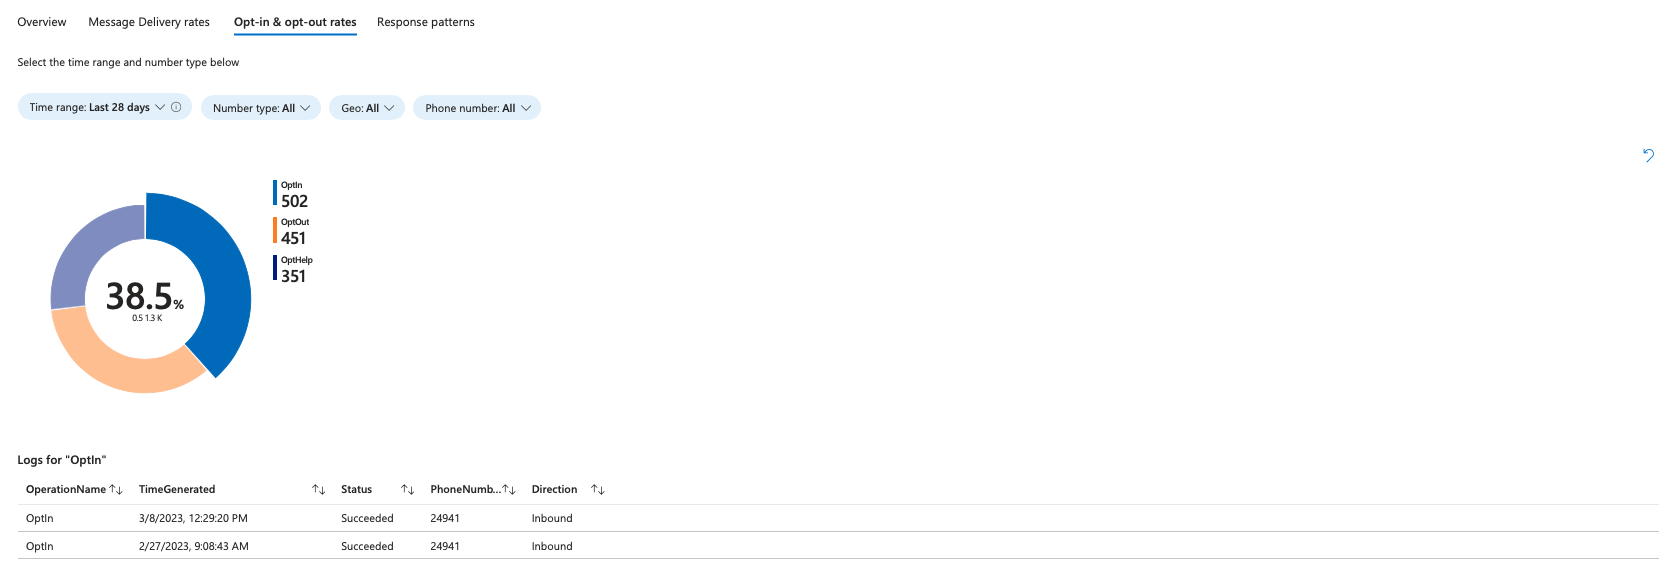 Overview Message Delivery rates Opt-in & opt-out rates Response patterns
Select the time range and number type below
Time range: Last 28 days Number type: All Geo: All Phone number: All
OptIn
502
OptOut
451
OptHelp
351
38.5%
0.5 1.3 K
Logs for "OptIn"
OperationName TimeGenerated Status PhoneNumb... Direction
OptIn 3/8/2023, 12:29:20 PM Succeeded 24941 Inbound
OptIn 2/27/2023, 9:08:43 AM Succeeded 24941 Inbound